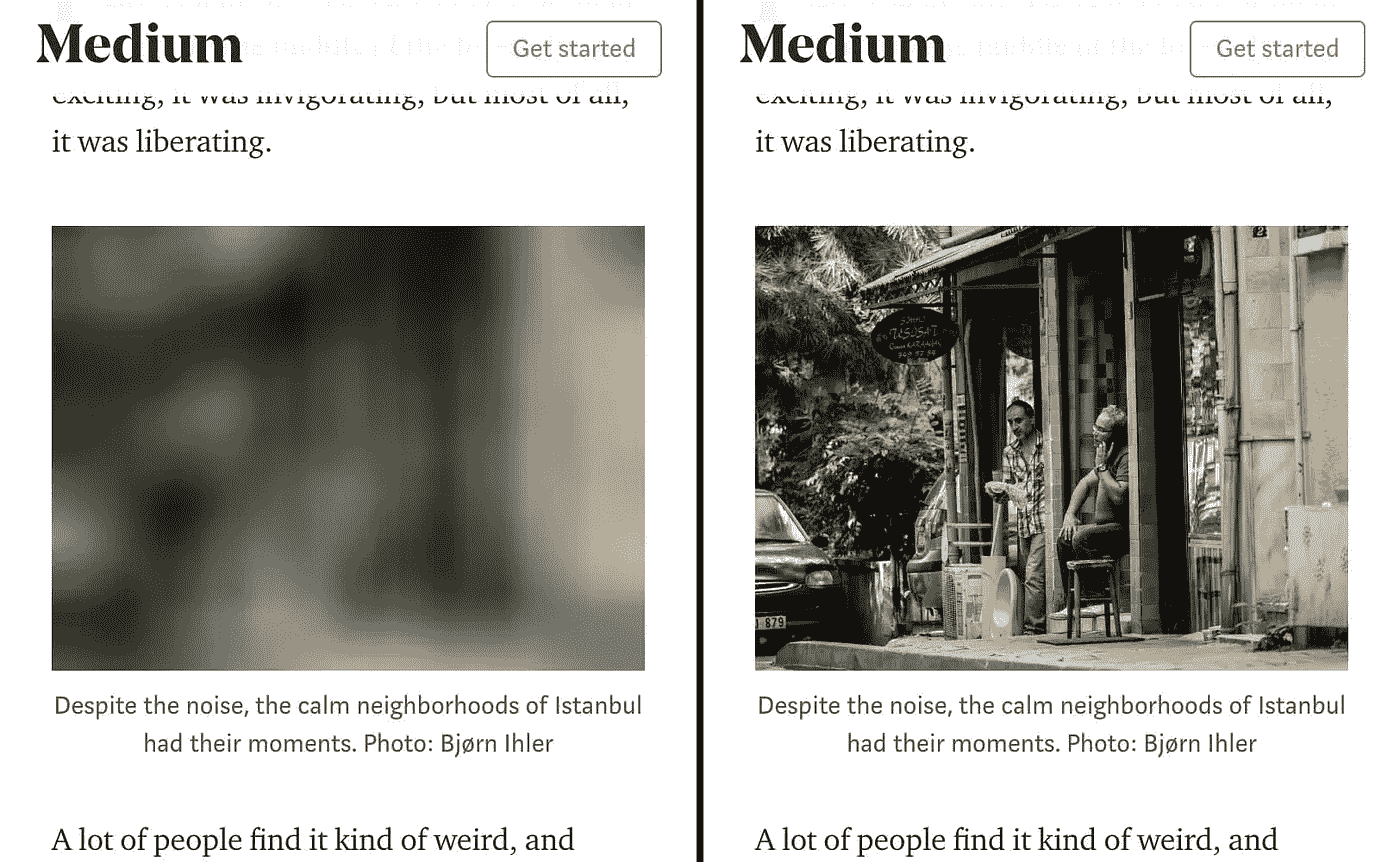 Medium
Get started
exciting, it was invigorating, but most of all,
it was liberating.
Despite the noise, the calm neighborhoods of Istanbul
had their moments. Photo: Bjørn Ihler
A lot of people find it kind of weird, and
Medium
Get started
exciting, it was invigorating, but most of all,
it was liberating.
879
Despite the noise, the calm neighborhoods of Istanbul
had their moments. Photo: Bjørn Ihler
A lot of people find it kind of weird, and